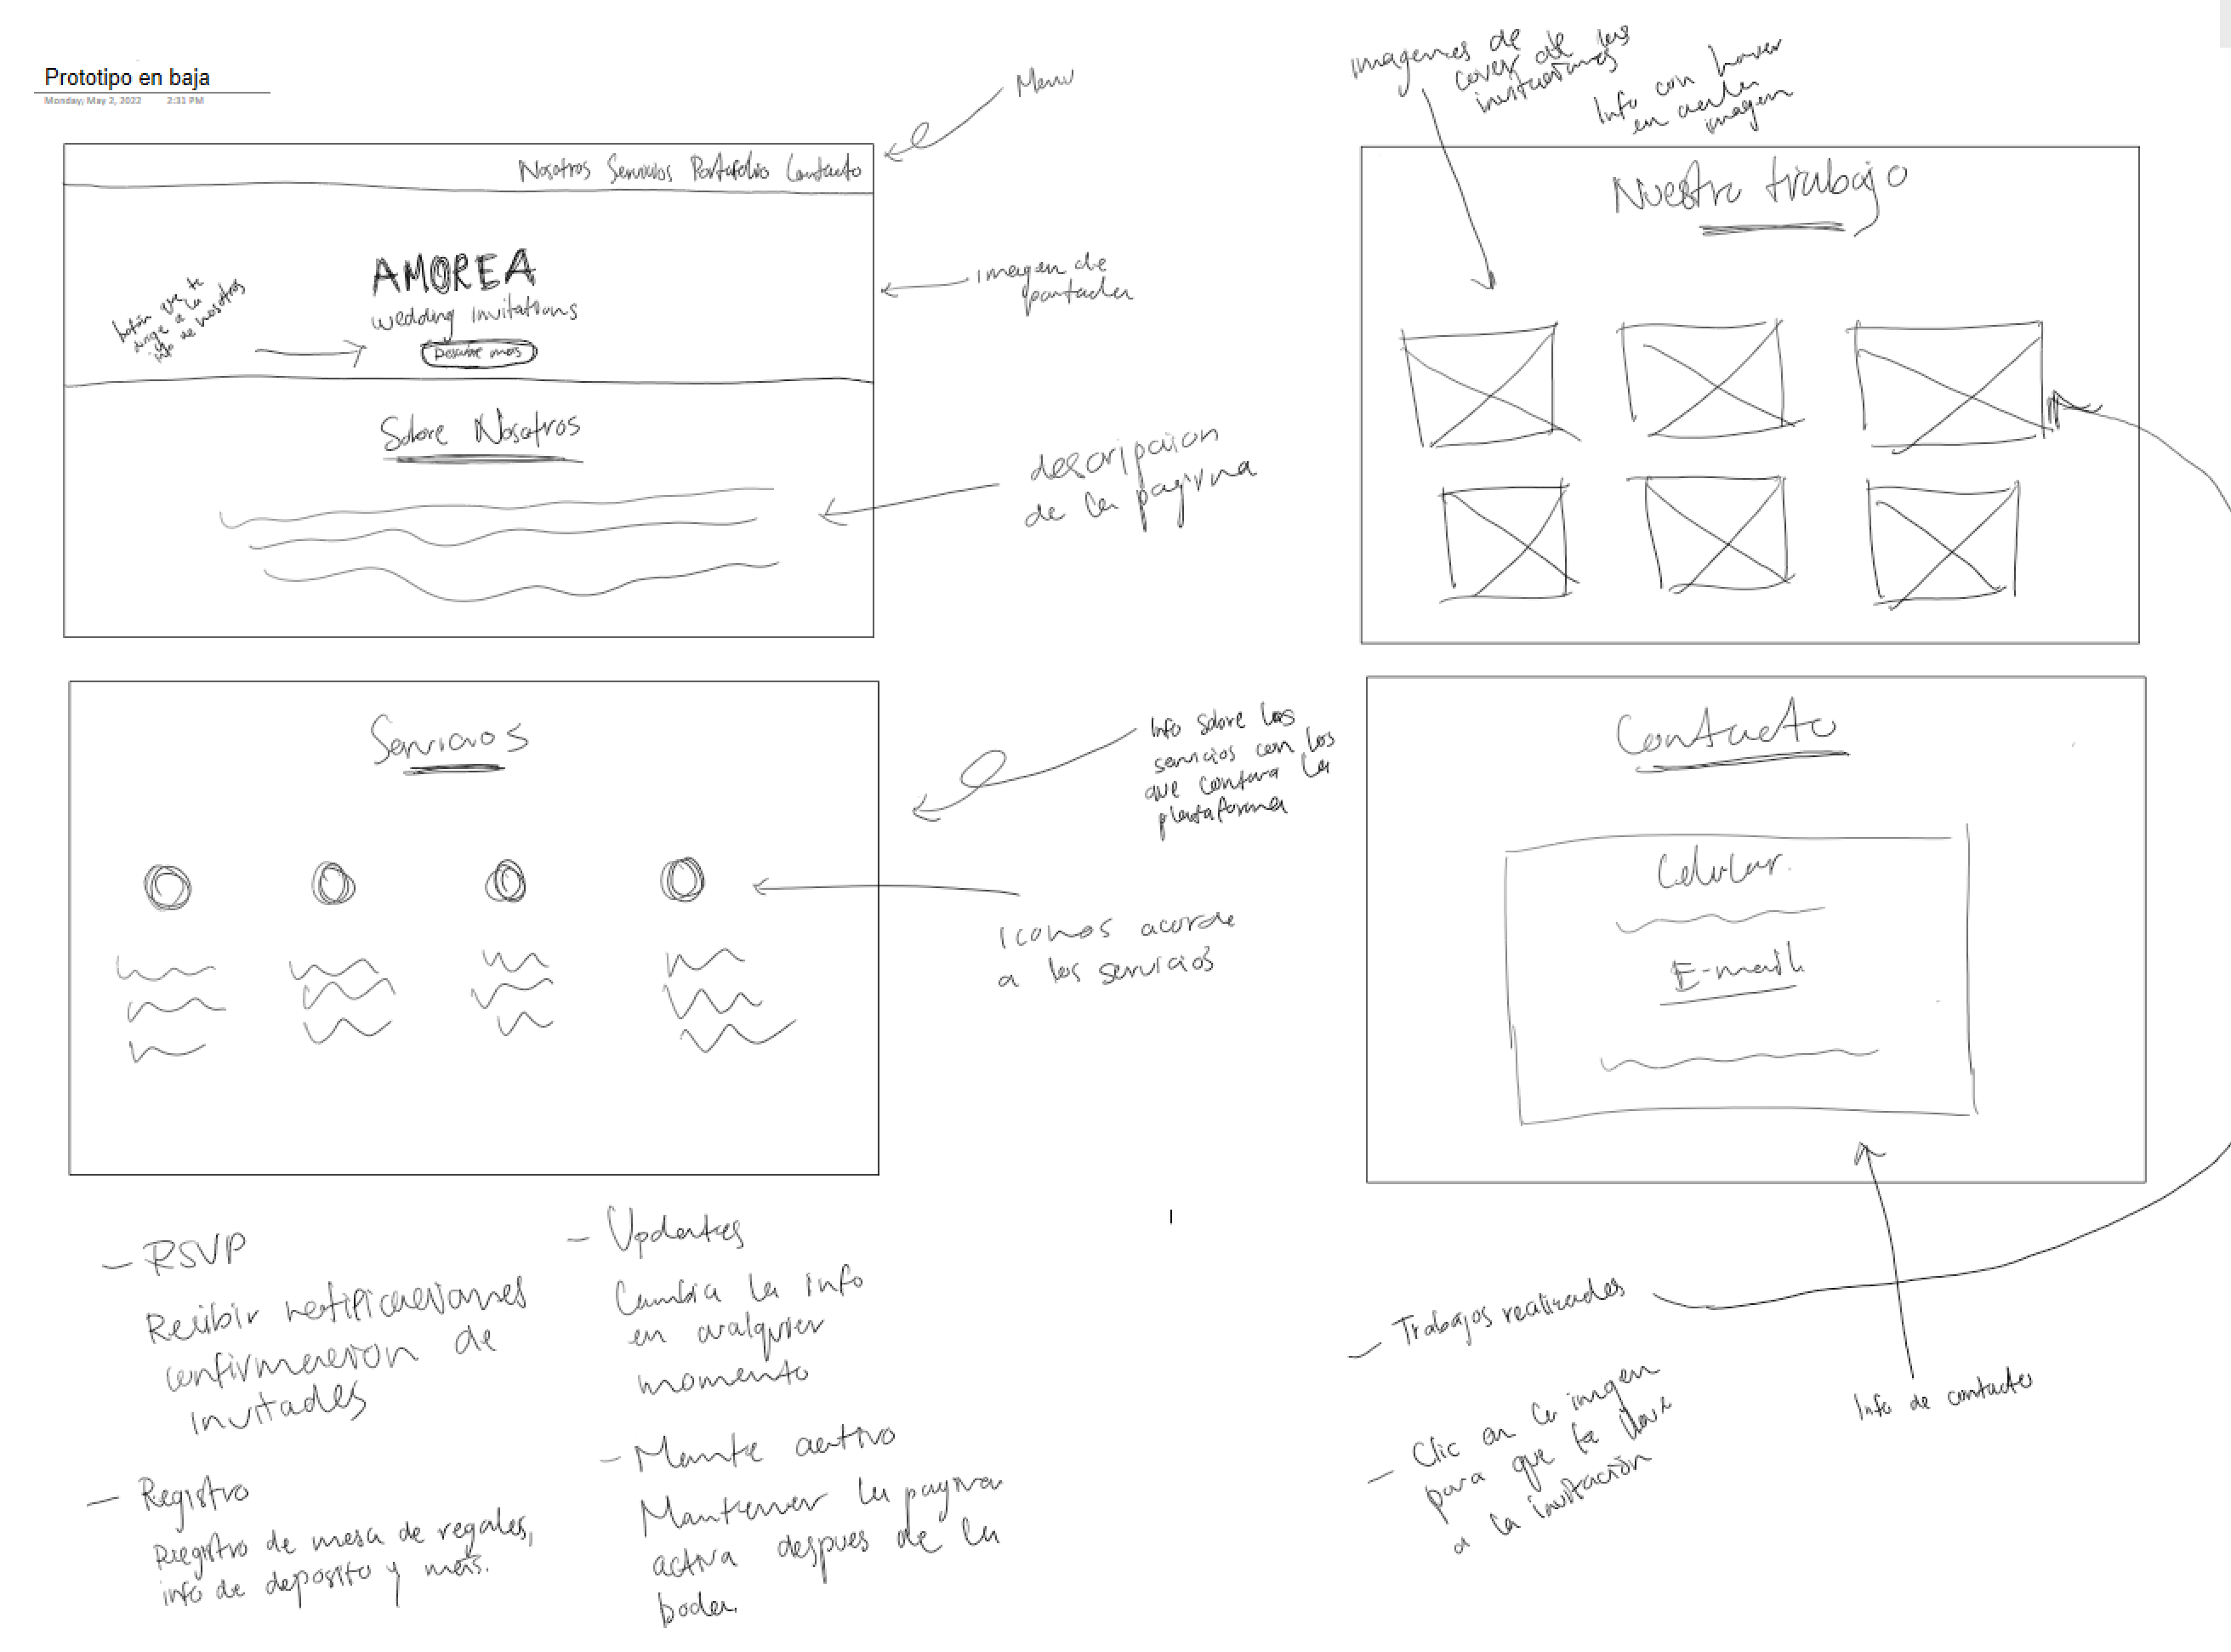 Prototipo en baja
Monday, May 2, 2022 2:31 PM
Menu
Nosotros Servicios Portafolio Contacto
AMOREA
wedding invitations
Descubre más
botón que te
dirige a la
info de nosotros
imagen de
portada
Sobre Nosotros
descripcion
de la pagina
imagenes de
cover de las
invitaciones
Info con hover
en cada
imagen
Nuestro trabajo
Servicios
Info sobre los
servicios con los
que contara la
plataforma
Iconos acorde
a los servicios
Contacto
Celular
E-mail
- RSVP
Recibir notificaciones
confirmacion de
invitades
- Registro
Registro de mesa de regalos,
info de deposito y más.
- Updates
Cambia la info
en cualquier
momento
- Mante activo
Mantener la pagina
activa despues de la
boda.
- Trabajos realizados
- Clic en la imgen
para que te lleve
a la invitación
Info de contacto